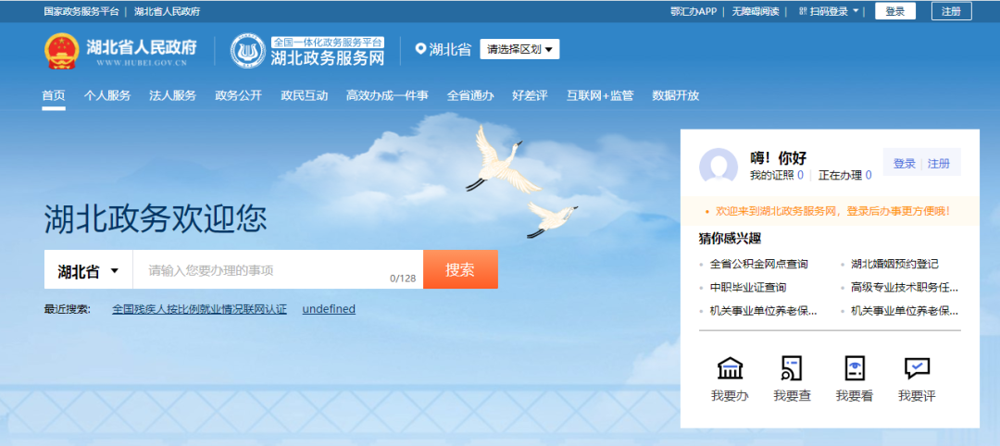 国家政务服务平台 | 湖北省人民政府 鄂汇办APP | 无障碍阅读 | 扫码登录 | 登录 注册
湖北省人民政府
WWW.HUBEI.GOV.CN
全国一体化政务服务平台
湖北政务服务网
湖北省 请选择区划
首页 个人服务 法人服务 政务公开 政民互动 高效办成一件事 全省通办 好差评 互联网+监管 数据开放
湖北政务欢迎您
湖北省 请输入您要办理的事项 0/128 搜索
最近搜索: 全国残疾人按比例就业情况联网认证 undefined
嗨！你好
我的证照 0 | 正在办理 0
登录 | 注册
欢迎来到湖北政务服务网，登录后办事更方便哦！
猜你感兴趣
全省公积金网点查询 湖北婚姻预约登记
中职毕业证查询 高级专业技术职务任...
机关事业单位养老保... 机关事业单位养老保...
我要办 我要查 我要看 我要评